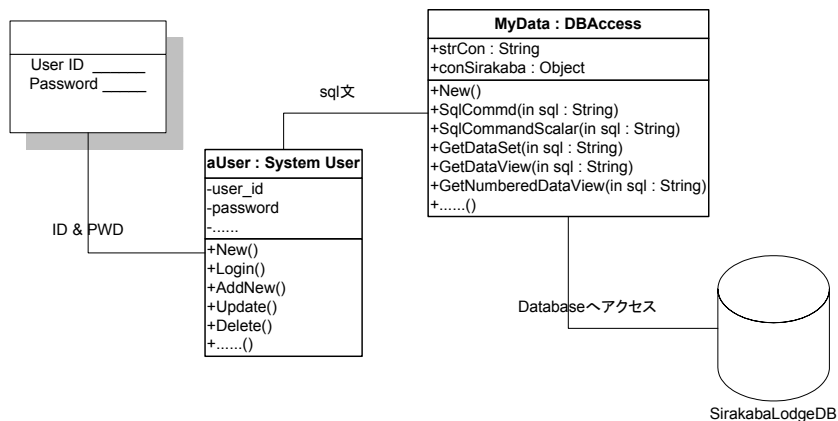 User ID ______
Password _____
ID & PWD
sql文
aUser : System User
-user_id
-password
-......
+New()
+Login()
+AddNew()
+Update()
+Delete()
+......()
MyData : DBAccess
+strCon : String
+conSirakaba : Object
+New()
+SqlCommd(in sql : String)
+SqlCommandScalar(in sql : String)
+GetDataSet(in sql : String)
+GetDataView(in sql : String)
+GetNumberedDataView(in sql : String)
+......()
Databaseへアクセス
SirakabaLodgeDB